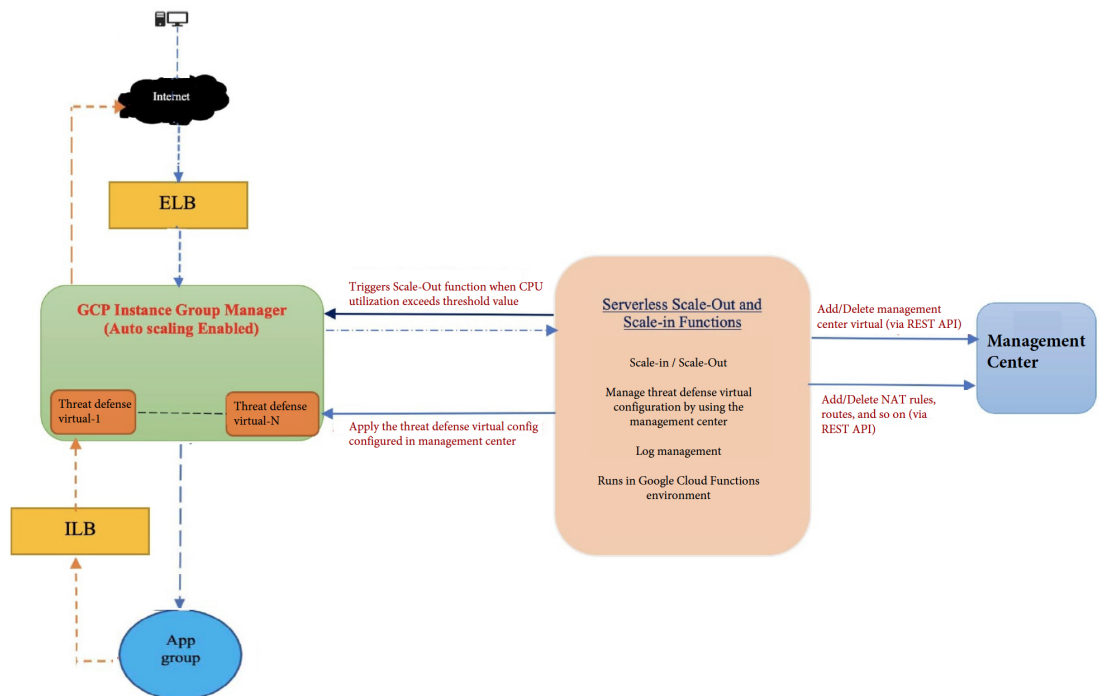 Internet
ELB
GCP Instance Group Manager
(Auto scaling Enabled)
Threat defense
virtual-1
Threat defense
virtual-N
ILB
App
group
Triggers Scale-Out function when CPU
utilization exceeds threshold value
Apply the threat defense virtual config
configured in management center
Serverless Scale-Out and
Scale-in Functions
Scale-in / Scale-Out
Manage threat defense virtual
configuration by using the
management center
Log management
Runs in Google Cloud Functions
environment
Add/Delete management
center virtual (via REST API)
Add/Delete NAT rules,
routes, and so on (via
REST API)
Management
Center